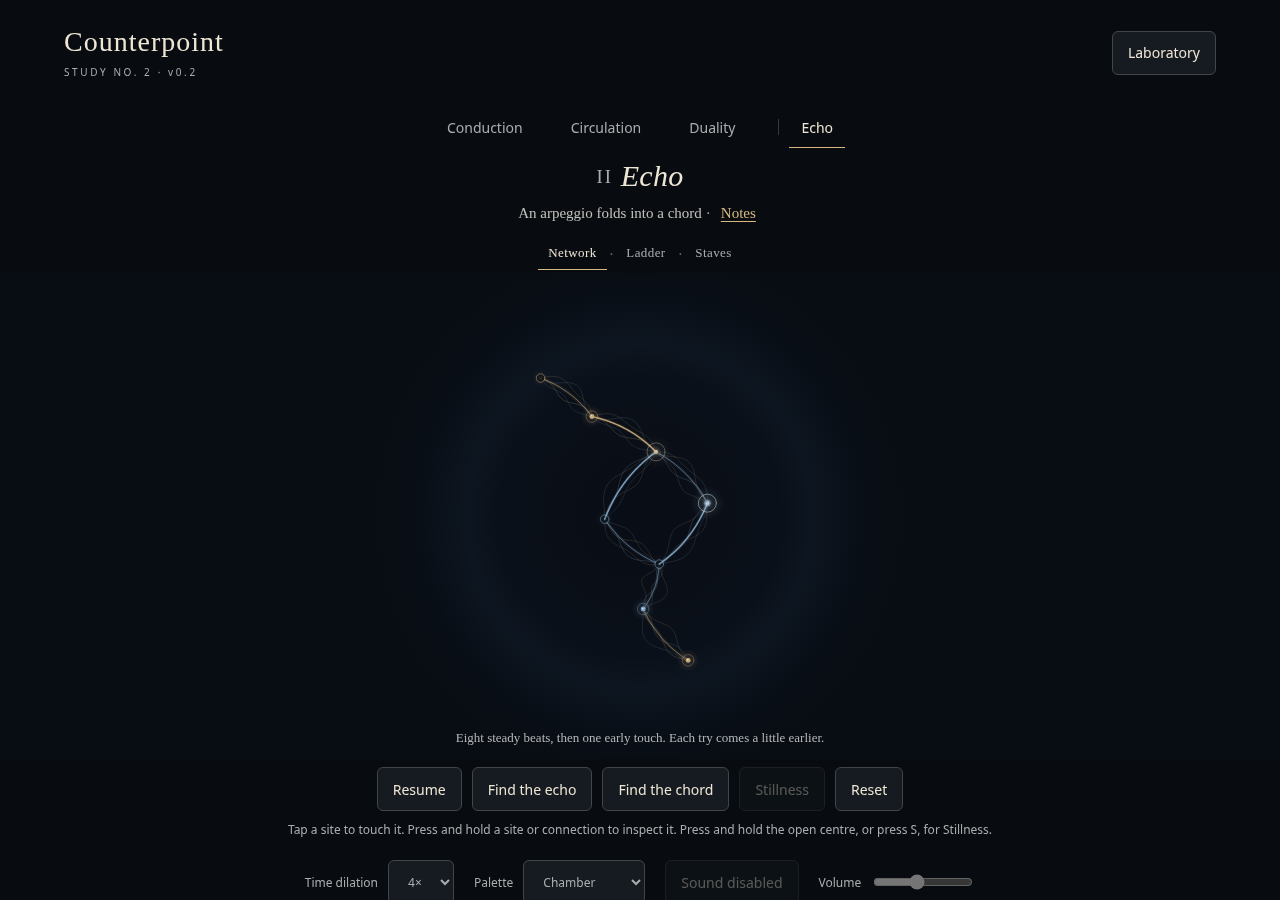 Counterpoint
STUDY NO. 2 · v0.2
Laboratory
Conduction Circulation Duality Echo
II Echo
An arpeggio folds into a chord · Notes
Network · Ladder · Staves
Eight steady beats, then one early touch. Each try comes a little earlier.
Resume Find the echo Find the chord Stillness Reset
Tap a site to touch it. Press and hold a site or connection to inspect it. Press and hold the open centre, or press S, for Stillness.
Time dilation 4× Palette Chamber Sound disabled Volume